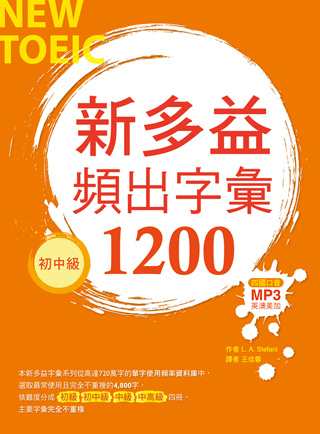 NEW
TOEIC
新多益
頻出字彙
1200
初中級
四國口音
MP3
英澳美加
作者 L. A. Stefani
譯者 王佳蓉
本新多益字彙系列從高達720萬字的單字使用頻率資料庫中，
選取最常使用且完全不重複的4,800字，
依難度分成 初級 初中級 中級 中高級 四冊，
主要字彙完全不重複